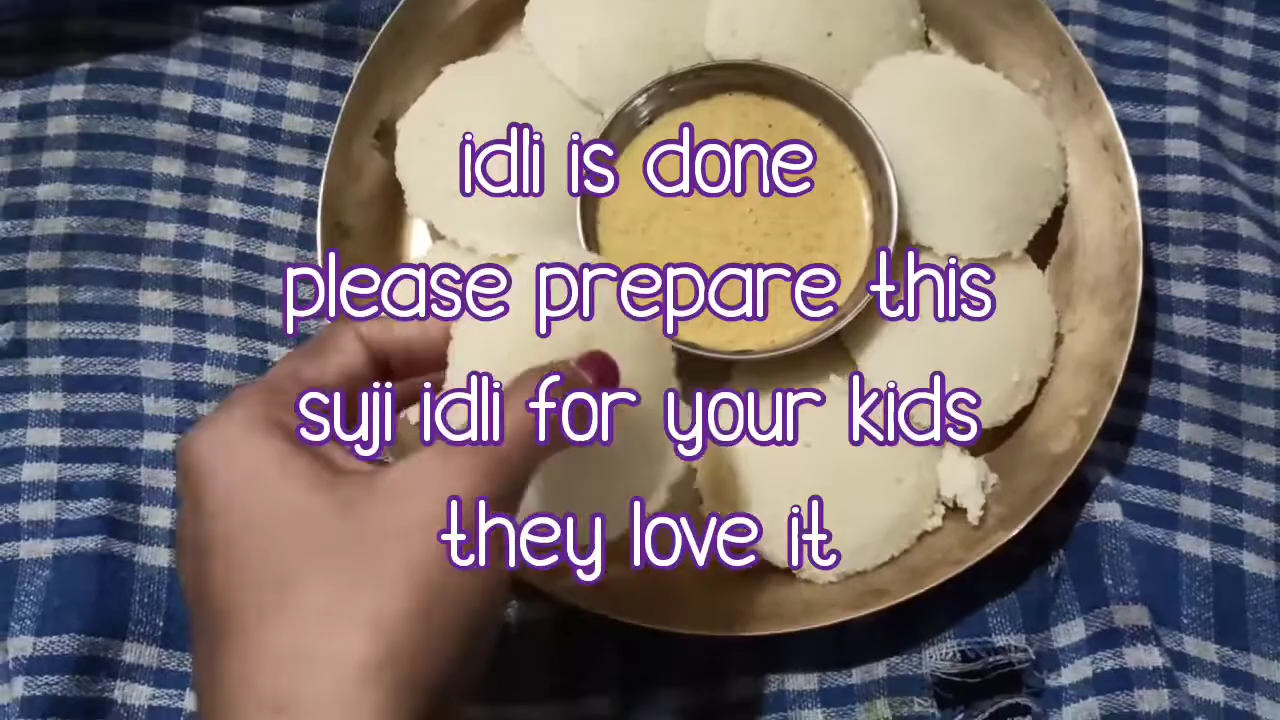 idli is done
please prepare this
suji idli for your kids
they love it